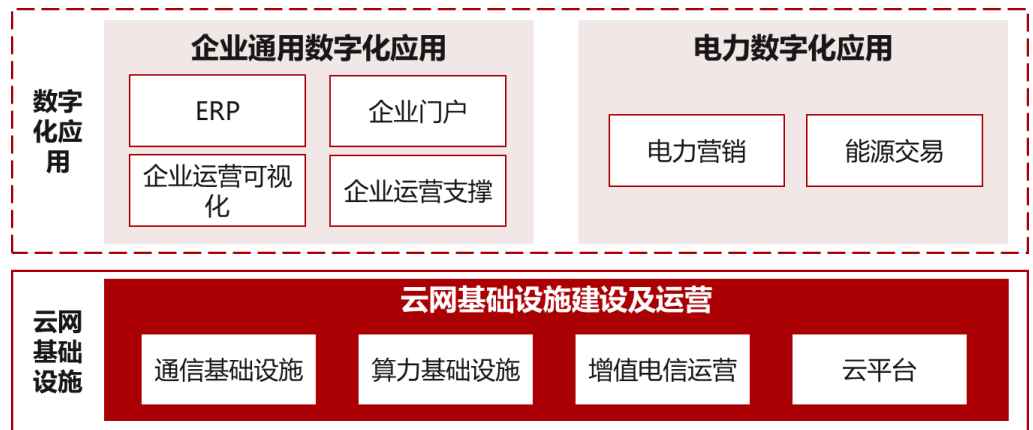 数字
化应
用
企业通用数字化应用
ERP
企业门户
企业运营可视
化
企业运营支撑
电力数字化应用
电力营销
能源交易
云网
基础
设施
云网基础设施建设及运营
通信基础设施
算力基础设施
增值电信运营
云平台